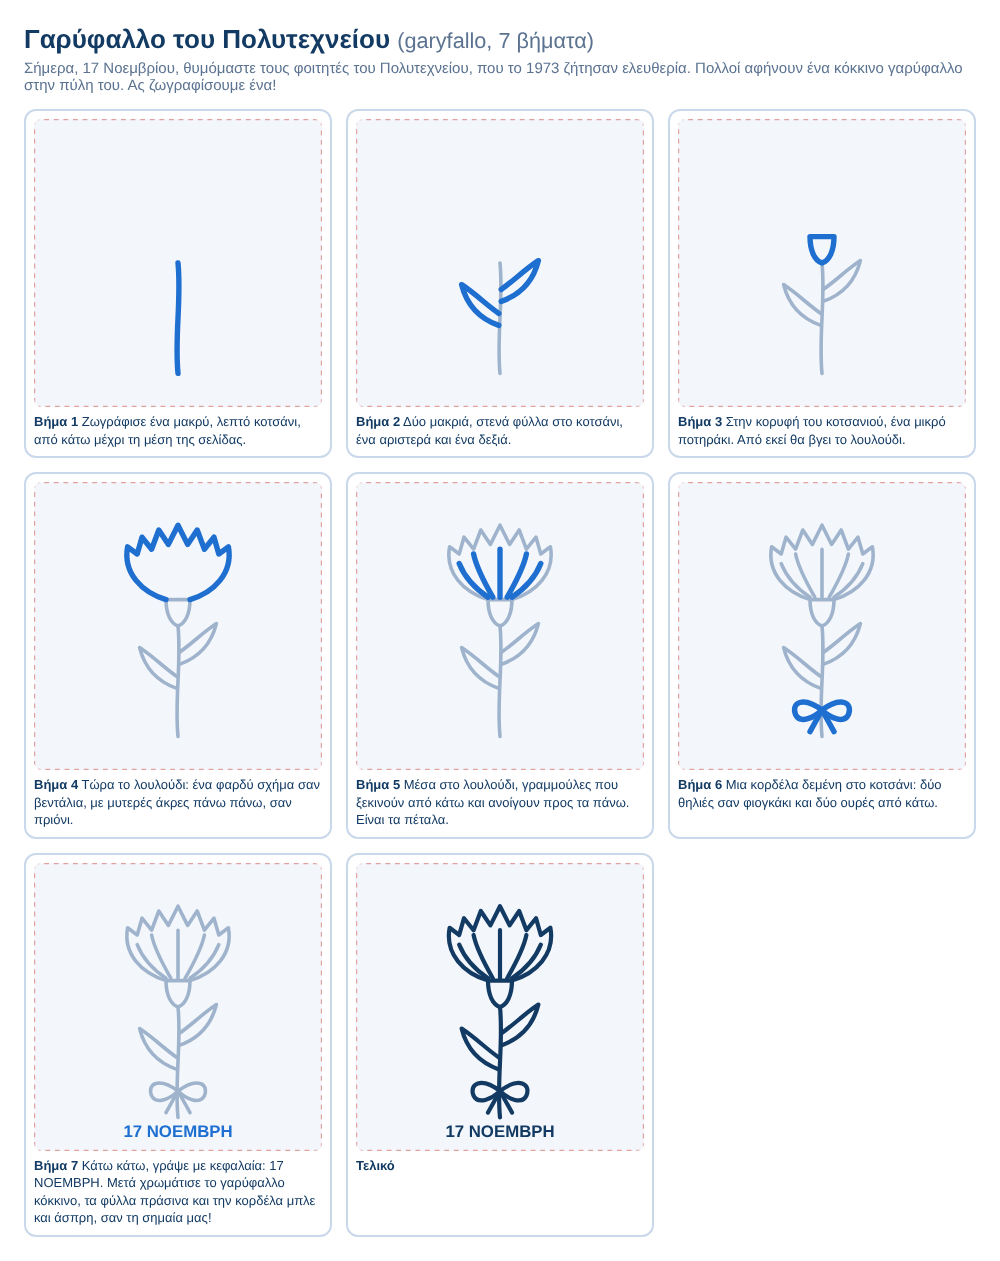 Γαρύφαλλο του Πολυτεχνείου (garyfallo, 7 βήματα)
Σήμερα, 17 Νοεμβρίου, θυμόμαστε τους φοιτητές του Πολυτεχνείου, που το 1973 ζήτησαν ελευθερία. Πολλοί αφήνουν ένα κόκκινο γαρύφαλλο
στην πύλη του. Ας ζωγραφίσουμε ένα!
Βήμα 1 Ζωγράφισε ένα μακρύ, λεπτό κοτσάνι,
από κάτω μέχρι τη μέση της σελίδας.
Βήμα 2 Δύο μακριά, στενά φύλλα στο κοτσάνι,
ένα αριστερά και ένα δεξιά.
Βήμα 3 Στην κορυφή του κοτσανιού, ένα μικρό
ποτηράκι. Από εκεί θα βγει το λουλούδι.
Βήμα 4 Τώρα το λουλούδι: ένα φαρδύ σχήμα σαν
βεντάλια, με μυτερές άκρες πάνω πάνω, σαν
πριόνι.
Βήμα 5 Μέσα στο λουλούδι, γραμμούλες που
ξεκινούν από κάτω και ανοίγουν προς τα πάνω.
Είναι τα πέταλα.
Βήμα 6 Μια κορδέλα δεμένη στο κοτσάνι: δύο
θηλιές σαν φιογκάκι και δύο ουρές από κάτω.
17 ΝΟΕΜΒΡΗ
Βήμα 7 Κάτω κάτω, γράψε με κεφαλαία: 17
ΝΟΕΜΒΡΗ. Μετά χρωμάτισε το γαρύφαλλο
κόκκινο, τα φύλλα πράσινα και την κορδέλα μπλε
και άσπρη, σαν τη σημαία μας!
17 ΝΟΕΜΒΡΗ
Τελικό